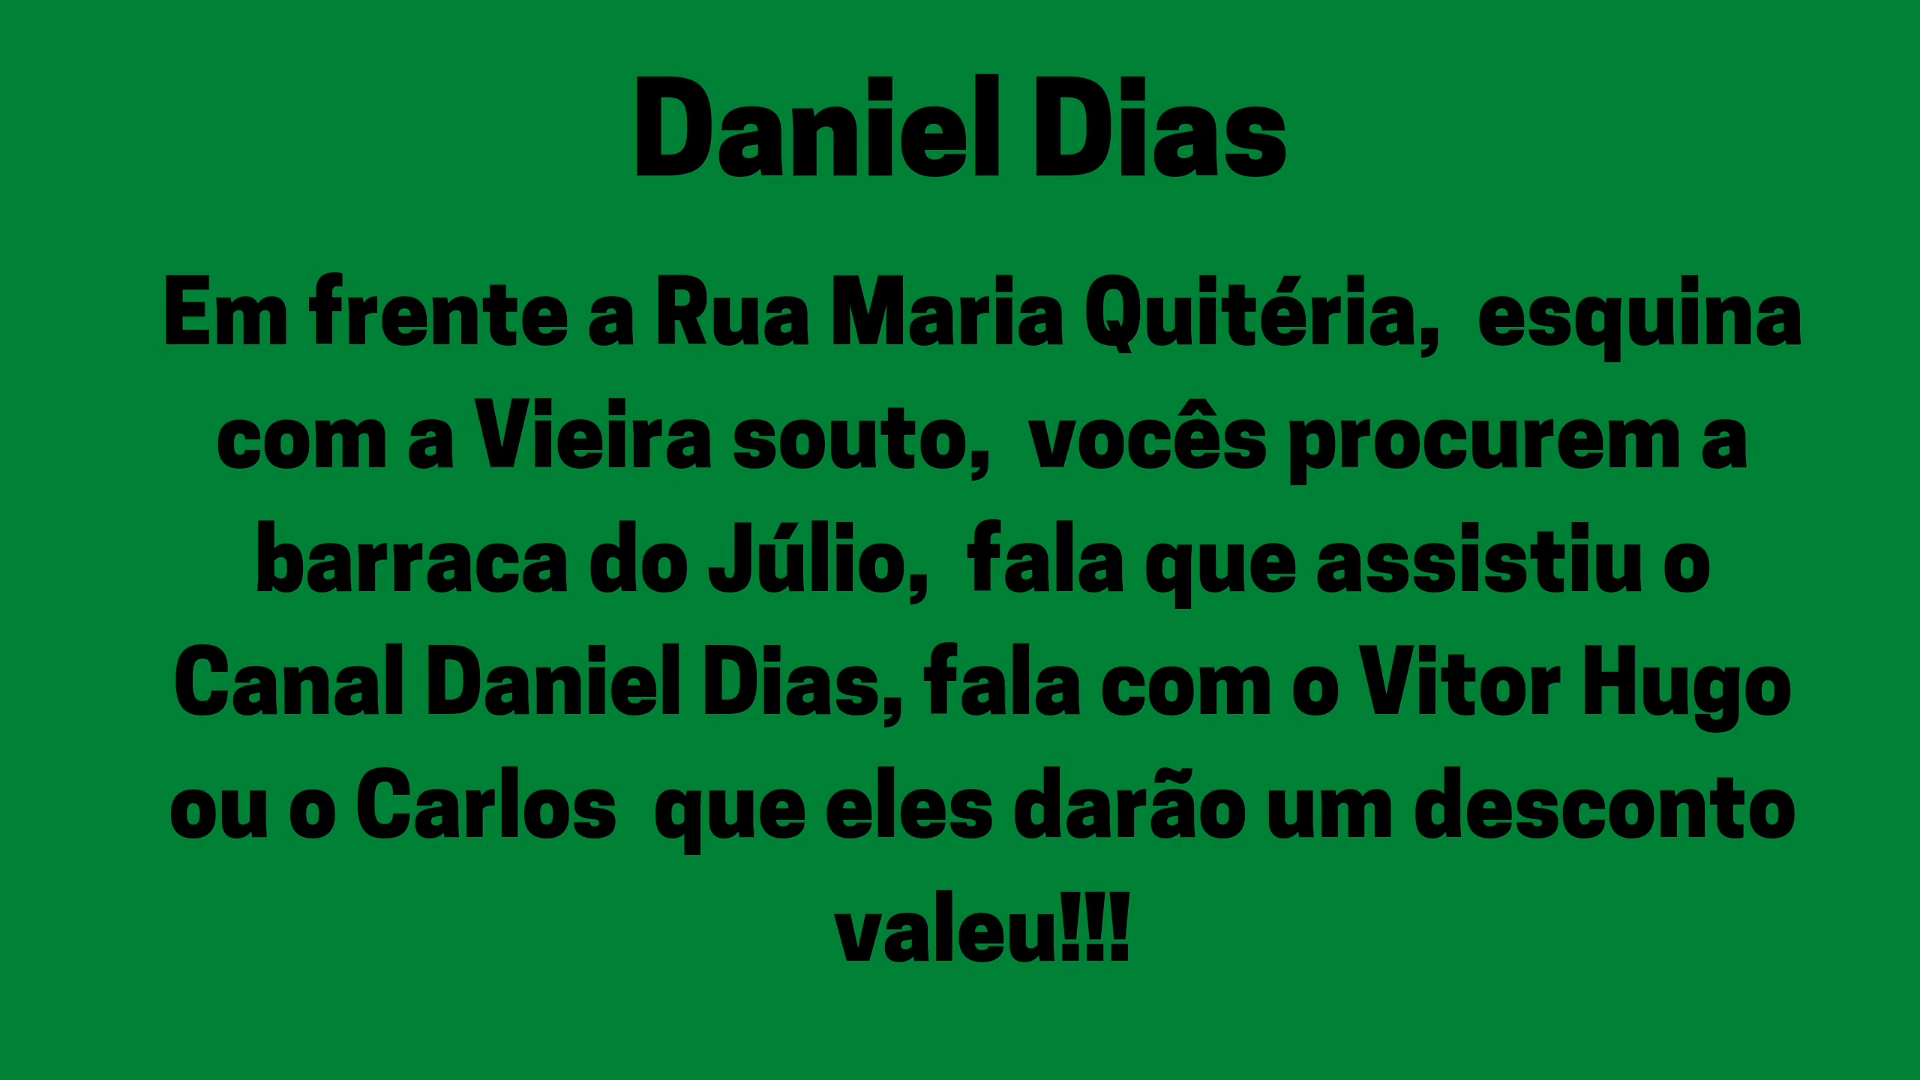 Daniel Dias
Em frente a Rua Maria Quitéria,  esquina
com a Vieira souto,  vocês procurem a
barraca do Júlio,  fala que assistiu o
Canal Daniel Dias, fala com o Vitor Hugo
ou o Carlos  que eles darão um desconto
valeu!!!